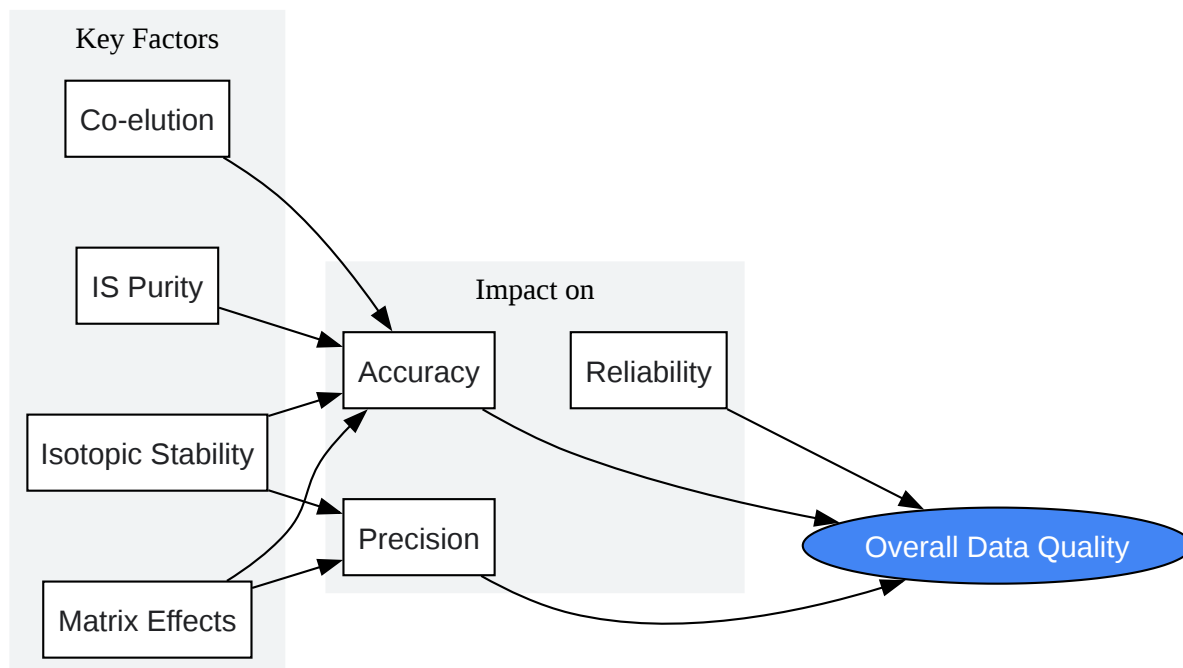 Key Factors
Co-elution
IS Purity
Isotopic Stability
Matrix Effects
Impact on
Accuracy
Reliability
Precision
Overall Data Quality